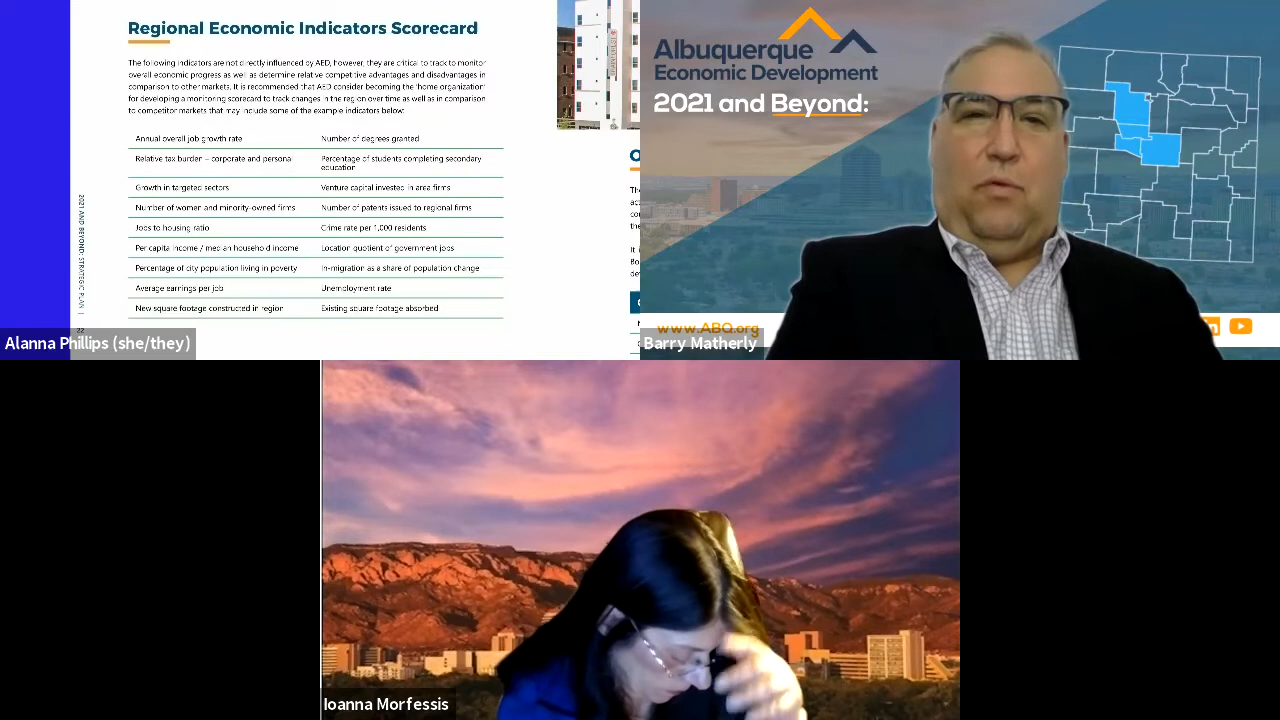 Regional Economic Indicators Scorecard
The following indicators are not directly influenced by AED, however, they are critical to track to monitor
overall economic progress as well as determine relative competitive advantages and disadvantages in
comparison to other markets. It is recommended that AED consider becoming the 'home organization'
for developing a monitoring scorecard to track changes in the region over time as well as in comparison
to competitor markets that may include some of the example indicators below:
Annual overall job growth rate
Number of degrees granted
Relative tax burden – corporate and personal
Percentage of students completing secondary
education
Growth in targeted sectors
Venture capital invested in area firms
Number of women and minority-owned firms
Number of patents issued to regional firms
Jobs to housing ratio
Crime rate per 1,000 residents
Per capita income / median household income
Location quotient of government jobs
Percentage of city population living in poverty
In-migration as a share of population change
Average earnings per job
Unemployment rate
New square footage constructed in region
Existing square footage absorbed
2021 AND BEYOND: STRATEGIC PLAN |
22
Alanna Phillips (she/they)
Albuquerque
Economic Development
2021 and Beyond:
www.ABQ.org
in
Barry Matherly
Ioanna Morfessis